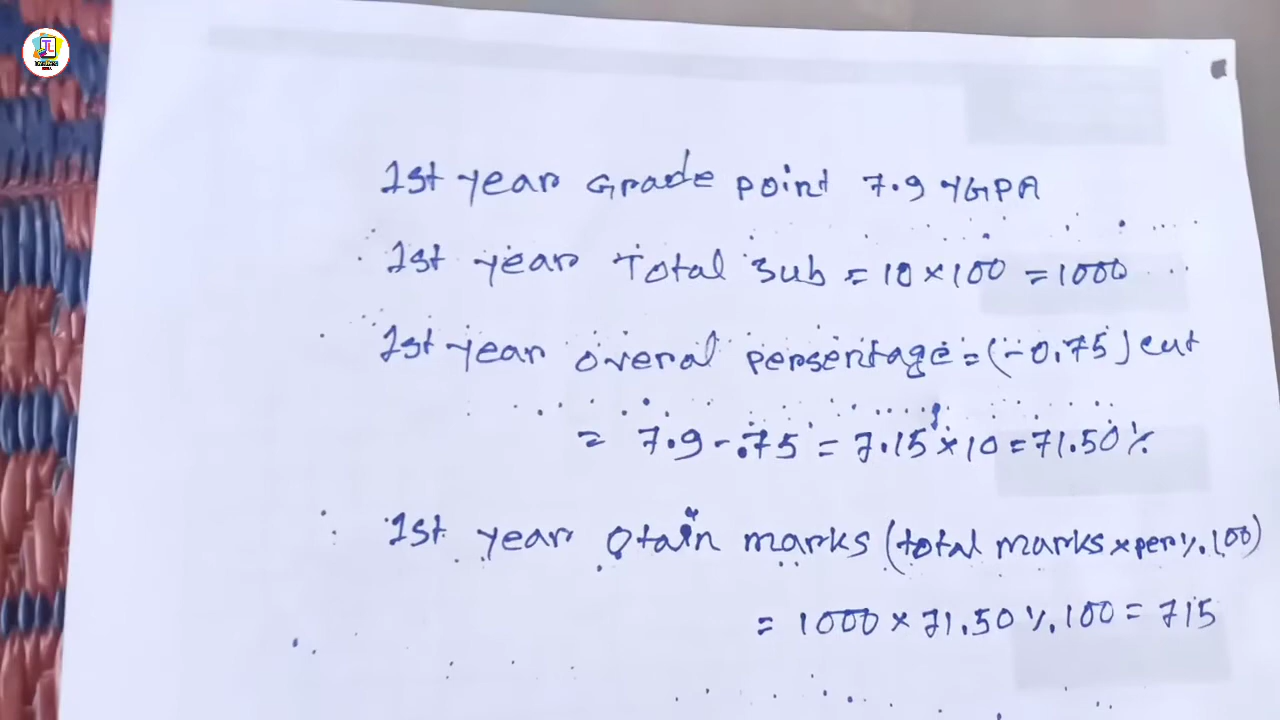 1st year Grade point 7.9 YGPA
1st year Total Sub = 10 × 100 = 1000
1st year overal persentage = (-0.75) cut
= 7.9 - .75 = 7.15 × 10 = 71.50%
1st year Otain marks (total marks × per%.100)
= 1000 × 71.50%.100 = 715